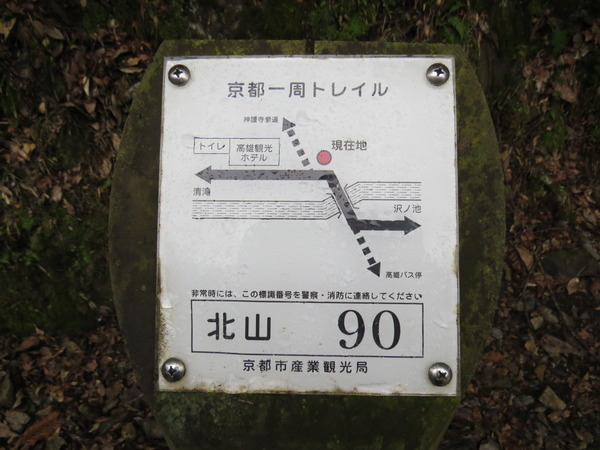 京都一周トレイル
神護寺参道
現在地
トイレ
高雄観光
ホテル
清滝
沢ノ池
高雄バス停
非常時には、この標識番号を警察・消防に連絡してください
北山 90
京都市産業観光局